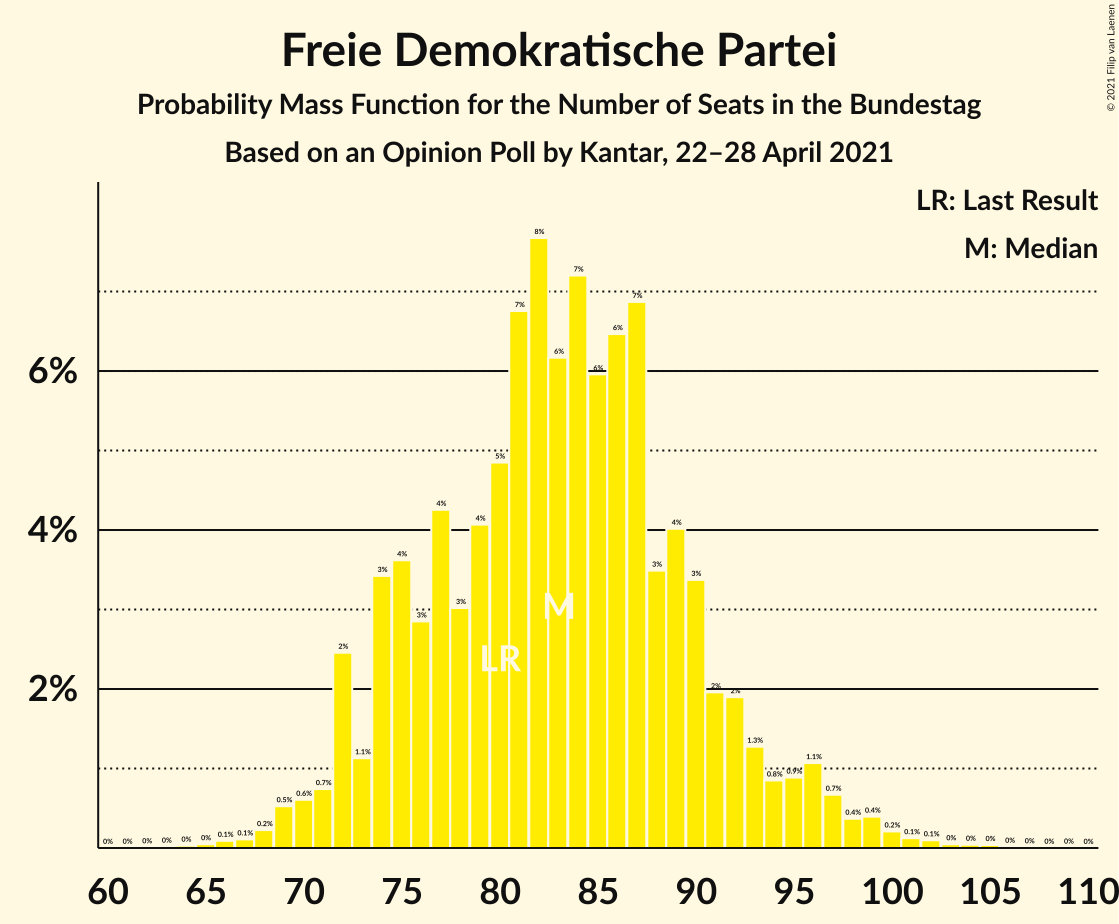 © 2021 Filip van Laenen
Freie Demokratische Partei
Probability Mass Function for the Number of Seats in the Bundestag
Based on an Opinion Poll by Kantar, 22–28 April 2021
LR: Last Result
M: Median
6%
4%
2%
0% 0% 0% 0% 0% 0% 0.1% 0.1% 0.2% 0.5% 0.6% 0.7% 2% 1.1% 3% 4% 3% 4% 3% 4% 5% 7% 8% 6% 7% 6% 6% 7% 3% 4% 3% 2% 2% 1.3% 0.8% 0.9% 1.1% 0.7% 0.4% 0.4% 0.2% 0.1% 0.1% 0% 0% 0% 0% 0% 0% 0% 0%
M
LR
60 65 70 75 80 85 90 95 100 105 110